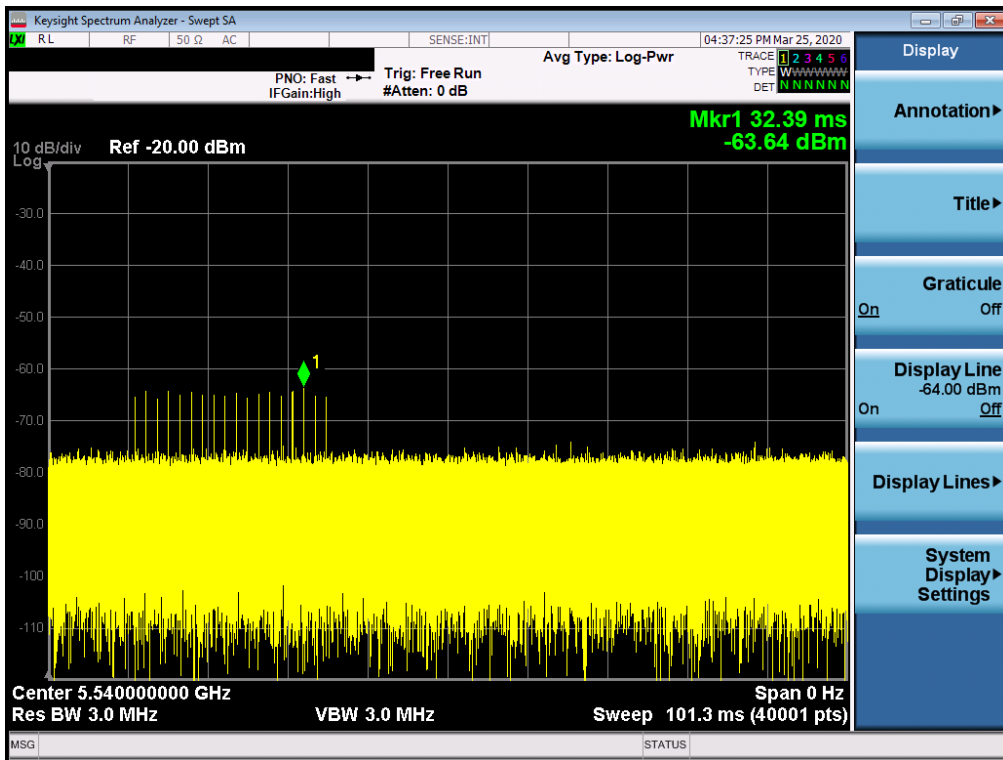 Keysight Spectrum Analyzer - Swept SA
LXI RL RF 50 Ω AC SENSE:INT 04:37:25 PM Mar 25, 2020
PNO: Fast
IFGain:High
Trig: Free Run
#Atten: 0 dB
Avg Type: Log-Pwr
TRACE 1 2 3 4 5 6
TYPE WWWWWW
DET N N N N N N
Mkr1 32.39 ms
-63.64 dBm
10 dB/div Ref -20.00 dBm
Log
-30.0
-40.0
-50.0
-60.0
-70.0
-80.0
-90.0
-100
-110
1
Center 5.540000000 GHz Span 0 Hz
Res BW 3.0 MHz VBW 3.0 MHz Sweep 101.3 ms (40001 pts)
MSG STATUS
Display
Annotation
Title
Graticule
On Off
Display Line
-64.00 dBm
On Off
Display Lines
System
Display
Settings